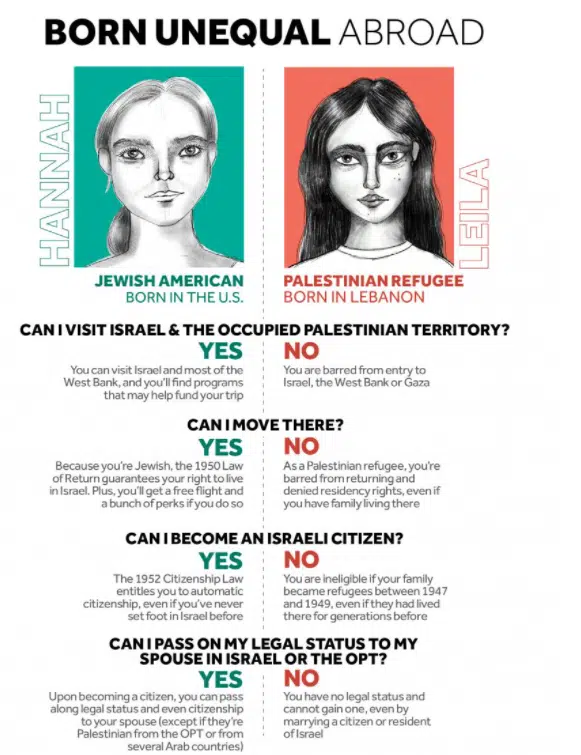 BORN UNEQUAL ABROAD
HANNAH
LEILA
JEWISH AMERICAN
BORN IN THE U.S.
PALESTINIAN REFUGEE
BORN IN LEBANON
CAN I VISIT ISRAEL & THE OCCUPIED PALESTINIAN TERRITORY?
YES
You can visit Israel and most of the
West Bank, and you'll find programs
that may help fund your trip
NO
You are barred from entry to
Israel, the West Bank or Gaza
CAN I MOVE THERE?
YES
Because you're Jewish, the 1950 Law
of Return guarantees your right to live
in Israel. Plus, you'll get a free flight and
a bunch of perks if you do so
NO
As a Palestinian refugee, you're
barred from returning and
denied residency rights, even if
you have family living there
CAN I BECOME AN ISRAELI CITIZEN?
YES
The 1952 Citizenship Law
entitles you to automatic
citizenship, even if you've never
set foot in Israel before
NO
You are ineligible if your family
became refugees between 1947
and 1949, even if they had lived
there for generations before
CAN I PASS ON MY LEGAL STATUS TO MY
SPOUSE IN ISRAEL OR THE OPT?
YES
Upon becoming a citizen, you can pass
along legal status and even citizenship
to your spouse (except if they're
Palestinian from the OPT or from
several Arab countries)
NO
You have no legal status and
cannot gain one, even by
marrying a citizen or resident
of Israel